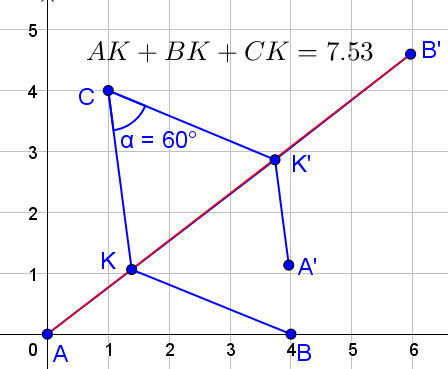 5
AK + BK + CK = 7.53
B'
4
C
α = 60°
3
K'
2
K
A'
1
0
A
1
2
3
4
B
5
6